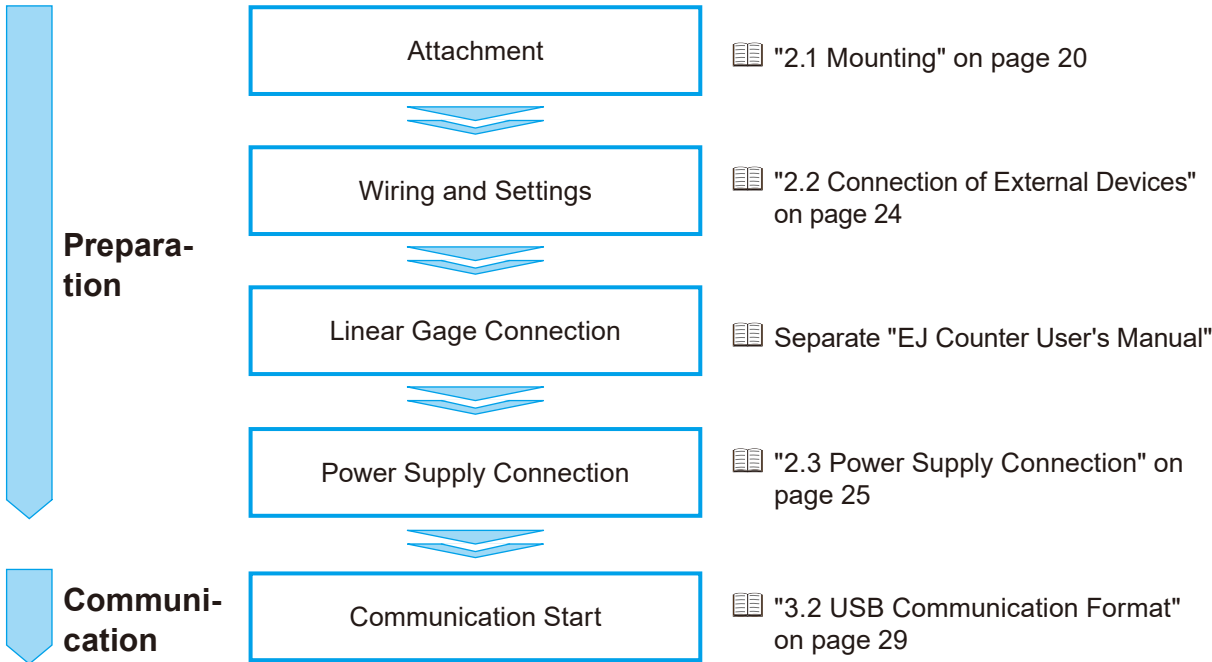 Attachment
"2.1 Mounting" on page 20
Wiring and Settings
"2.2 Connection of External Devices"
on page 24
Prepara-
tion
Linear Gage Connection
Separate "EJ Counter User's Manual"
Power Supply Connection
"2.3 Power Supply Connection" on
page 25
Communi-
cation
Communication Start
"3.2 USB Communication Format"
on page 29